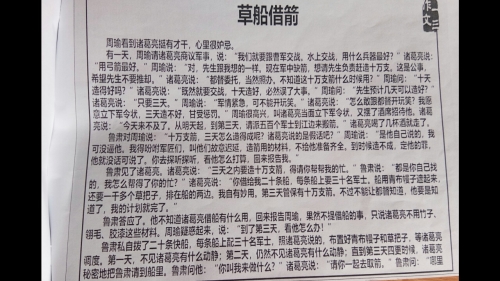 草船借箭
作文
周瑜看到诸葛亮挺有才干，心里很妒忌。
有一天，周瑜请诸葛亮商议军事，说：“我们就要跟曹军交战。水上交战，用什么兵器最好？”诸葛亮说：
“用弓箭最好。”周瑜说：“对，先生跟我想的一样。现在军中缺箭，想请先生负责赶造十万支。这是公事，
希望先生不要推却。”诸葛亮说：“都督委托，当然照办。不知道这十万支箭什么时候用？”周瑜问：“十天
造得好吗？”诸葛亮说：“既然就要交战，十天造好，必然误了大事。”周瑜问：“先生预计几天可以造好？”
诸葛亮说：“只要三天。”周瑜说：“军情紧急，可不能开玩笑。”诸葛亮说：“怎么敢跟都督开玩笑？我愿
意立下军令状，三天造不好，甘受惩罚。”周瑜很高兴，叫诸葛亮当面立下军令状，又摆了酒席招待他。诸葛
亮说：“今天来不及了。从明天起，到第三天，请派五百个军士到江边来搬箭。”诸葛亮喝了几杯酒就走了。
鲁肃对周瑜说：“十万支箭，三天怎么造得成呢？诸葛亮说的是假话吧？”周瑜说：“是他自己说的，我
可没逼他。我得吩咐军匠们，叫他们故意迟延，造箭用的材料，不给他准备齐全。到时候造不成，定他的罪，
他就没话可说了。你去探听探听，看他怎么打算，回来报告我。”
鲁肃见了诸葛亮。诸葛亮说：“三天之内要造十万支箭，得请你帮帮我的忙。”鲁肃说：“都是你自己找
的，我怎么帮得了你的忙？”诸葛亮说：“你借给我二十条船，每条船上要三十名军士，船用青布幔子遮起来，
还要一千多个草把子，排在船的两边。我自有妙用。第三天管保有十万支箭。不过不能让都督知道，他要是知
道了，我的计划就完了。”
鲁肃答应了。他不知道诸葛亮借船有什么用，回来报告周瑜，果然不提借船的事，只说诸葛亮不用竹子、
翎毛、胶漆这些材料。周瑜疑惑起来，说：“到了第三天，看他怎么办！”
鲁肃私自拨了二十条快船，每条船上配三十名军士，照诸葛亮说的，布置好青布幔子和草把子，等诸葛亮
调度。第一天，不见诸葛亮有什么动静；第二天，仍然不见诸葛亮有什么动静；直到第三天四更时候，诸葛亮
秘密地把鲁肃请到船里。鲁肃问他：“你叫我来做什么？”诸葛亮说：“请你一起去取箭。”鲁肃问：“哪里